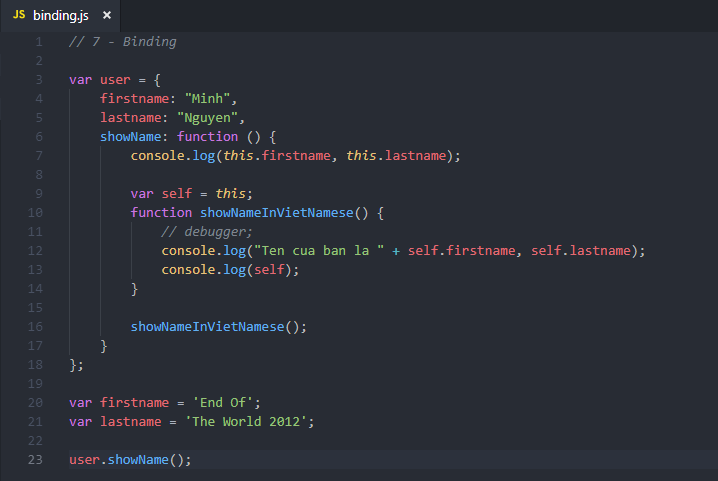 JS binding.js ×
1 // 7 - Binding
2
3 var user = {
4     firstname: "Minh",
5     lastname: "Nguyen",
6     showName: function () {
7         console.log(this.firstname, this.lastname);
8
9         var self = this;
10         function showNameInVietNamese() {
11             // debugger;
12             console.log("Ten cua ban la " + self.firstname, self.lastname);
13             console.log(self);
14         }
15
16         showNameInVietNamese();
17     }
18 };
19
20 var firstname = 'End Of';
21 var lastname = 'The World 2012';
22
23 user.showName();